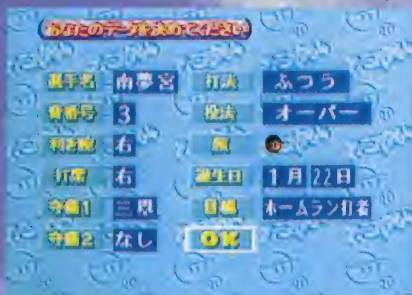 あなたのデータを決めてください
選手名 南夢宮 打法 ふつう
背番号 3 投法 オーバー
利き腕 右 顔
打席 右 誕生日 1月22日
守備1 三塁 目標 ホームラン打者
守備2 なし OK